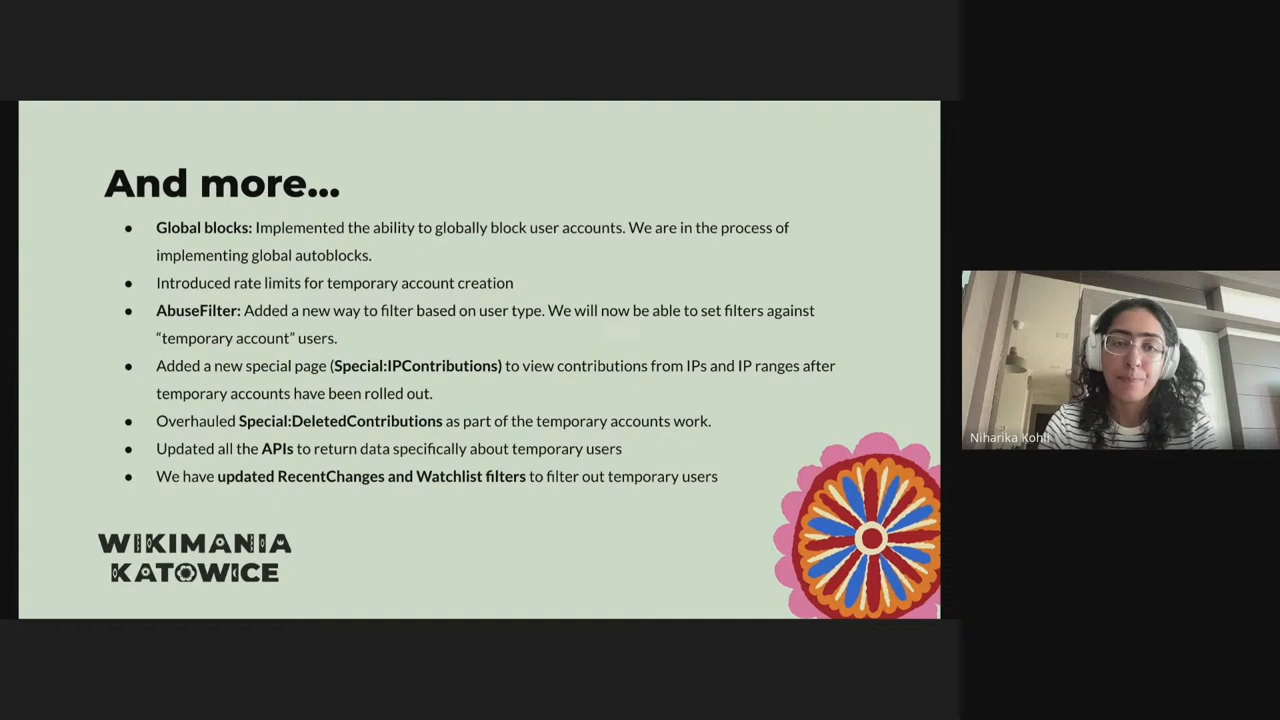 And more...
● Global blocks: Implemented the ability to globally block user accounts. We are in the process of
implementing global autoblocks.
● Introduced rate limits for temporary account creation
● AbuseFilter: Added a new way to filter based on user type. We will now be able to set filters against
“temporary account” users.
● Added a new special page (Special:IPContributions) to view contributions from IPs and IP ranges after
temporary accounts have been rolled out.
● Overhauled Special:DeletedContributions as part of the temporary accounts work.
● Updated all the APIs to return data specifically about temporary users
● We have updated RecentChanges and Watchlist filters to filter out temporary users
WIKIMANIA
KATOWICE
Niharika Kohli